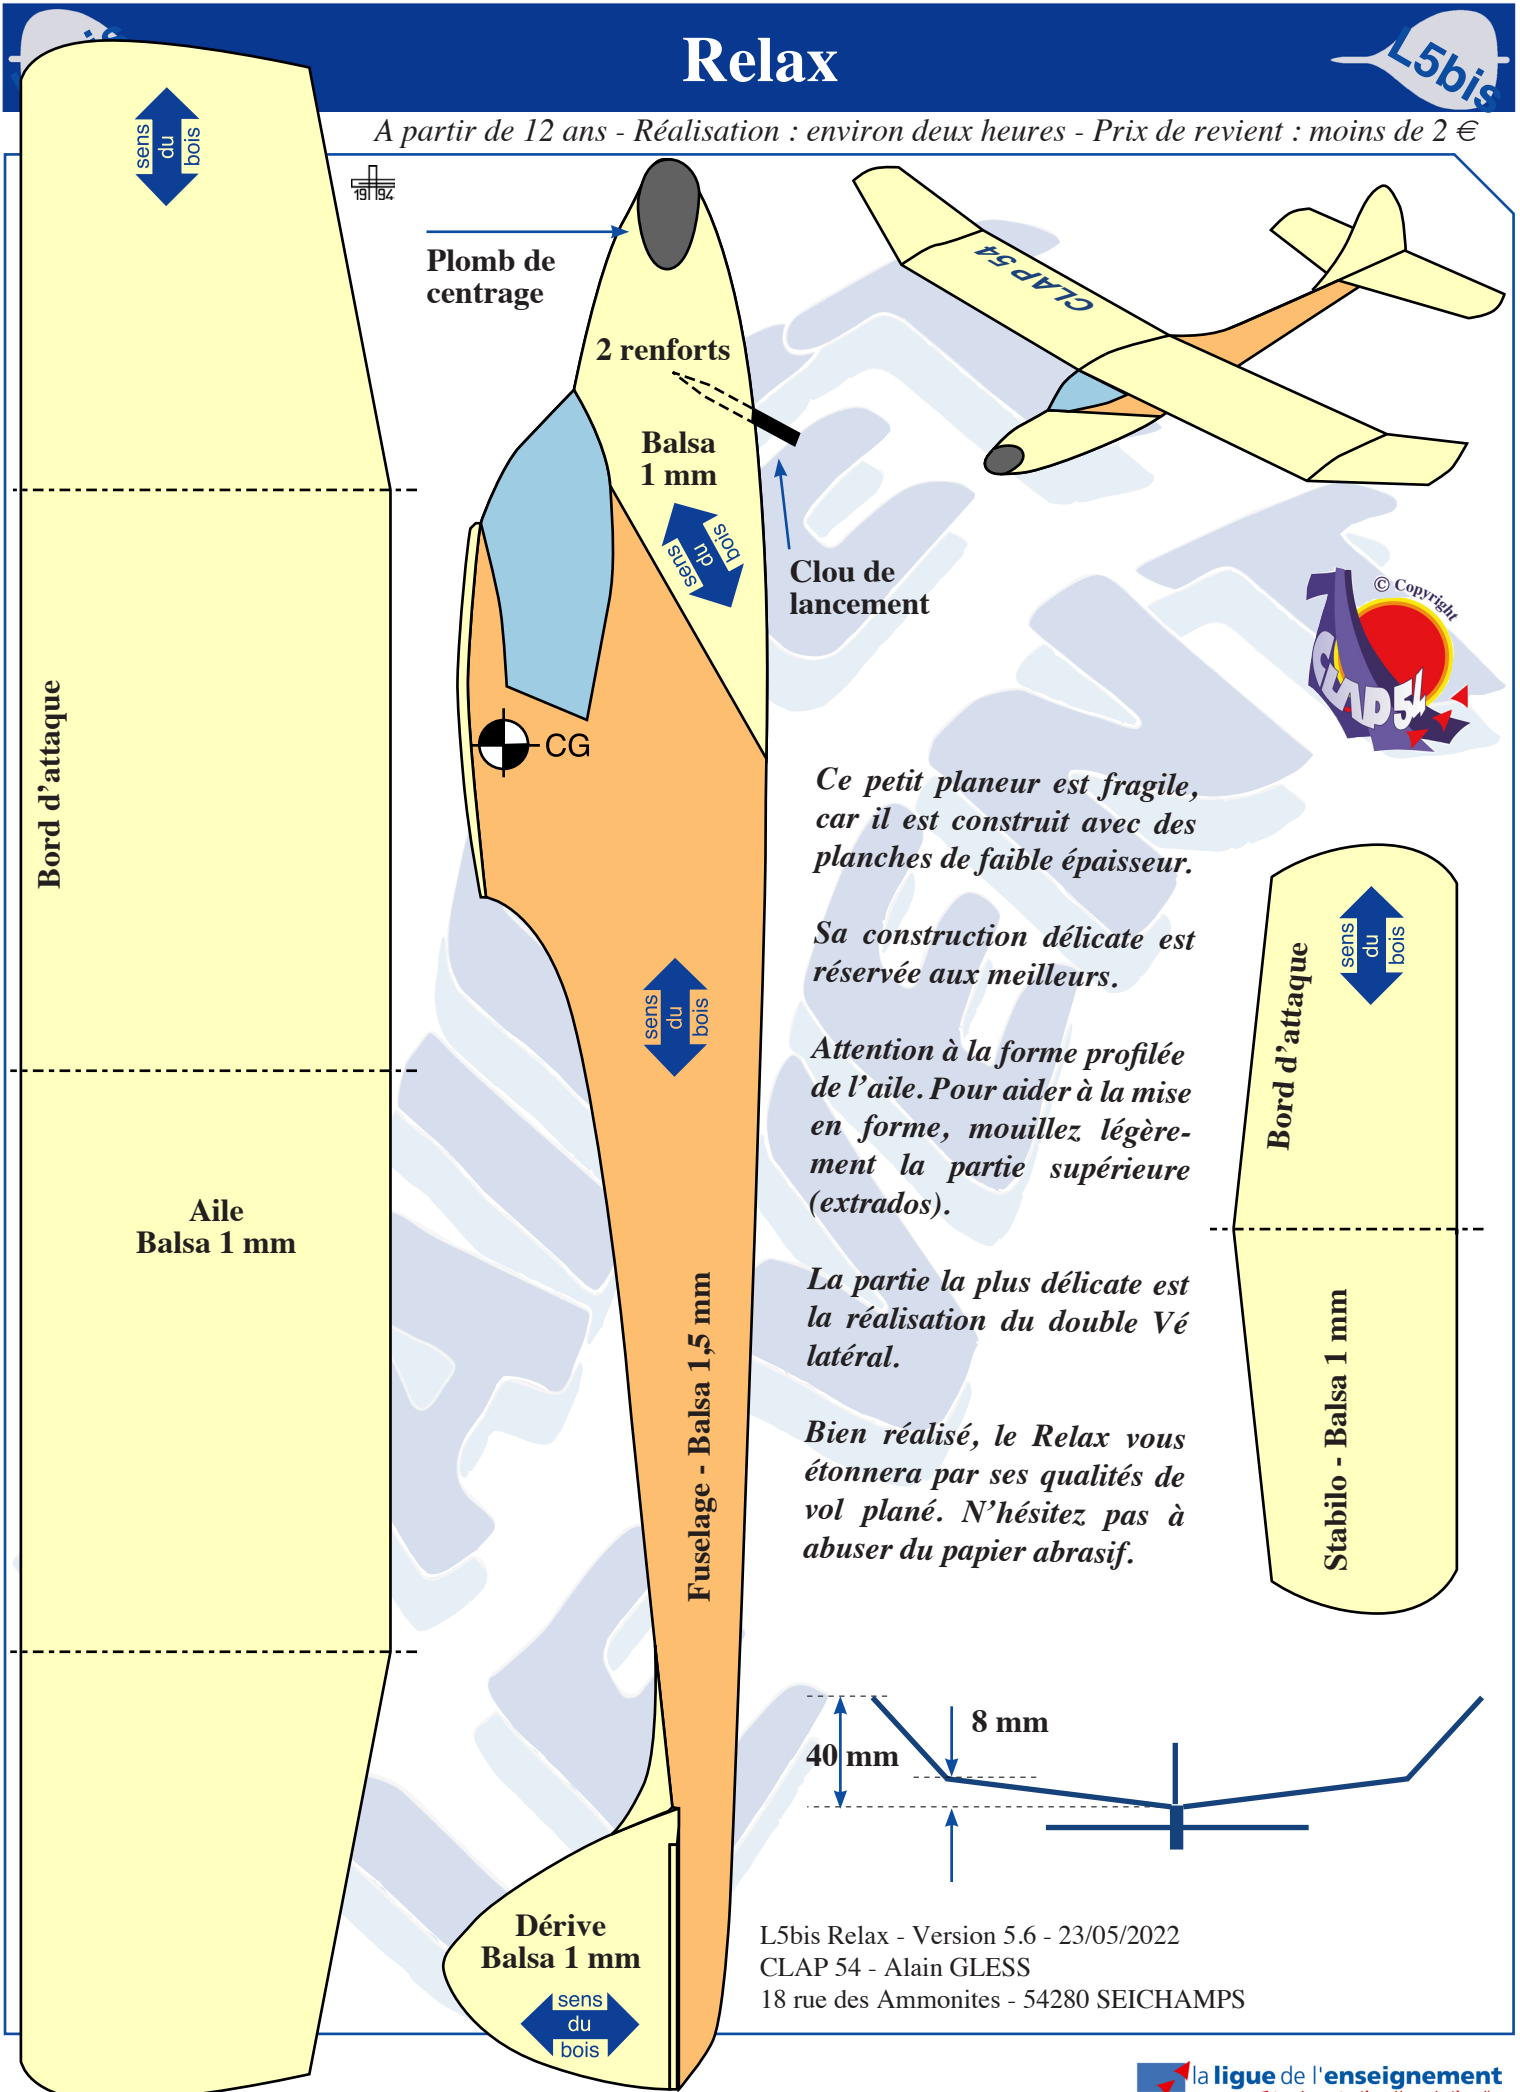 Relax
L5bis
A partir de 12 ans - Réalisation : environ deux heures - Prix de revient : moins de 2 €
sens
du
bois
19 94
Plomb de
centrage
2 renforts
Balsa
1 mm
sens
du
bois
Clou de
lancement
CLAP 54
© Copyright
CLAP 54
Bord d'attaque
CG
Ce petit planeur est fragile,
car il est construit avec des
planches de faible épaisseur.
Sa construction délicate est
réservée aux meilleurs.
Attention à la forme profilée
de l'aile. Pour aider à la mise
en forme, mouillez légère-
ment la partie supérieure
(extrados).
La partie la plus délicate est
la réalisation du double Vé
latéral.
Bien réalisé, le Relax vous
étonnera par ses qualités de
vol plané. N'hésitez pas à
abuser du papier abrasif.
sens
du
bois
Bord d'attaque
Stabilo - Balsa 1 mm
sens
du
bois
Aile
Balsa 1 mm
Fuselage - Balsa 1,5 mm
8 mm
40 mm
Dérive
Balsa 1 mm
sens
du
bois
L5bis Relax - Version 5.6 - 23/05/2022
CLAP 54 - Alain GLESS
18 rue des Ammonites - 54280 SEICHAMPS
la ligue de l'enseignement